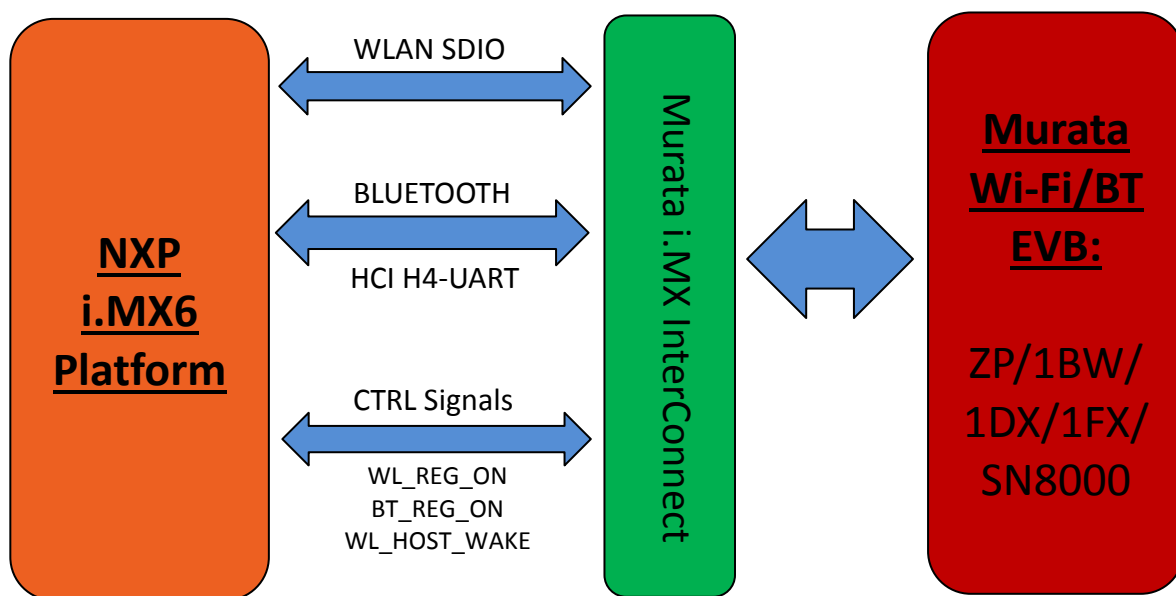 NXP
i.MX6
Platform
WLAN SDIO
BLUETOOTH
HCI H4-UART
CTRL Signals
WL_REG_ON
BT_REG_ON
WL_HOST_WAKE
Murata i.MX InterConnect
Murata
Wi-Fi/BT
EVB:
ZP/1BW/
1DX/1FX/
SN8000